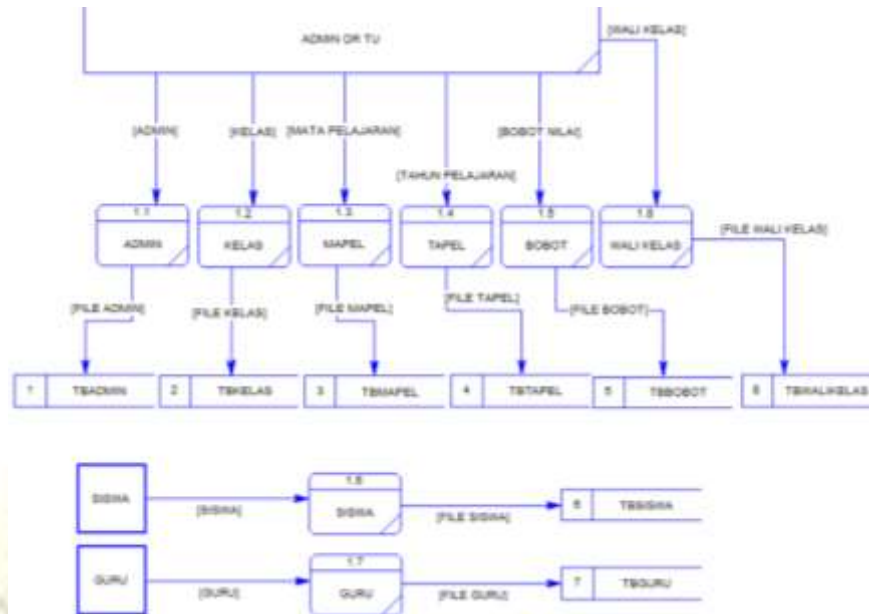 ADMIN OR TU
[WALI KELAS]
[ADMIN]
[KELAS]
[MATA PELAJARAN]
[BOBOT NILAI]
[TAHUN PELAJARAN]
1.1
1.2
1.3
1.4
1.5
ADMIN
KELAS
MAPEL
TAPEL
BOBOT
WALI KELAS
[FILE WALI KELAS]
[FILE ADMIN]
[FILE KELAS]
[FILE MAPEL]
[FILE TAPEL]
[FILE BOBOT]
1 TBADMIN
2 TBKELAS
3 TBMAPEL
4 TBTAPEL
5 TBBOBOT
TBWALIKELAS
SISWA
[SISWA]
1.6
SISWA
[FILE SISWA]
6 TBSISWA
GURU
[GURU]
1.7
GURU
[FILE GURU]
7 TBGURU